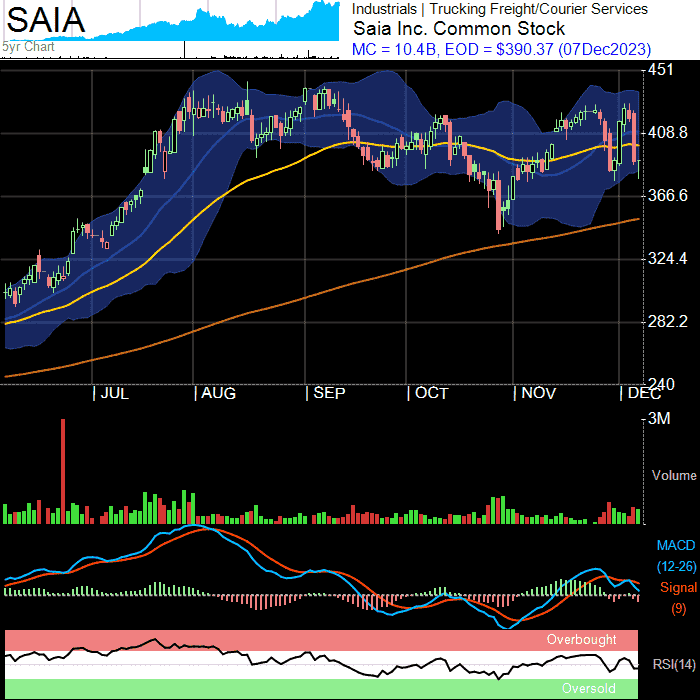 SAIA
5yr Chart
Industrials | Trucking Freight/Courier Services
Saia Inc. Common Stock
MC = 10.4B, EOD = $390.37 (07Dec2023)
451
408.8
366.6
324.4
282.2
240
| JUL | AUG | SEP | OCT | NOV | DEC
3M
Volume
MACD
(12-26)
Signal
(9)
Overbought
RSI(14)
Oversold